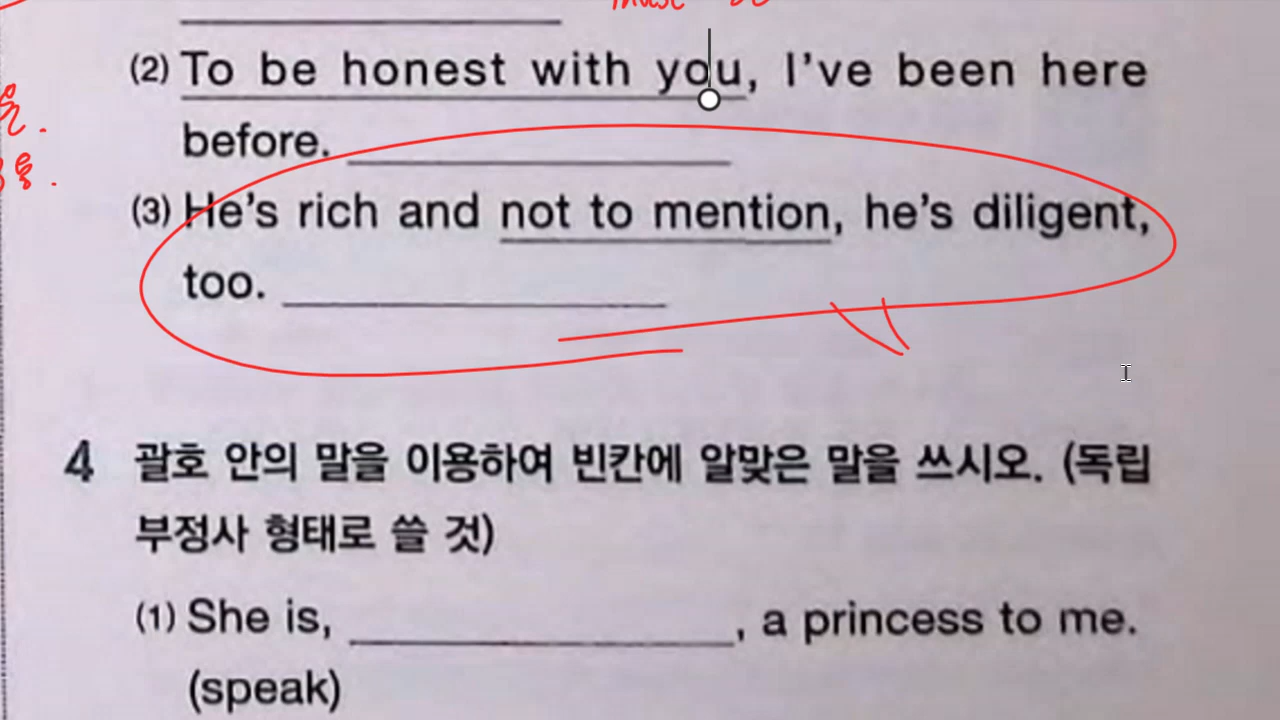 (2) To be honest with you, I've been here
before.
(3) He's rich and not to mention, he's diligent,
too.
4 괄호 안의 말을 이용하여 빈칸에 알맞은 말을 쓰시오. (독립
부정사 형태로 쓸 것)
(1) She is, , a princess to me.
(speak)